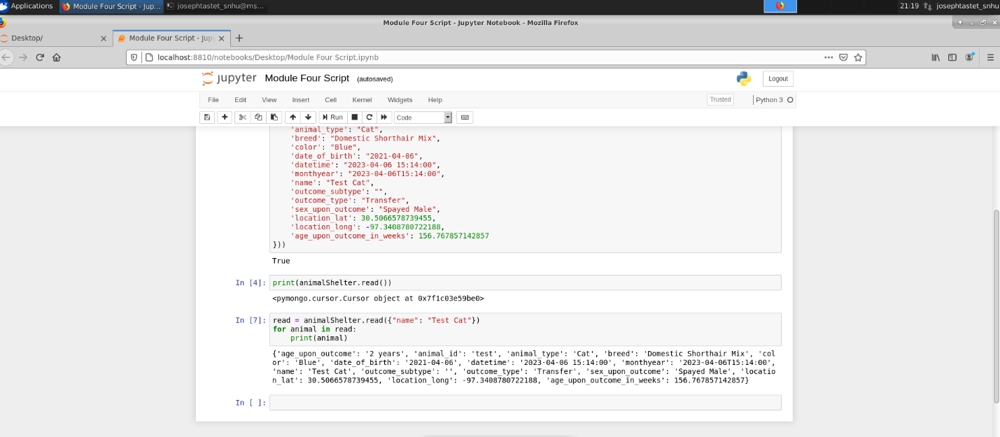 Applications
Module Four Script - Jup...
josephtastet_snhu@ms...
21:19
josephtastet_snhu
Module Four Script - Jupyter Notebook - Mozilla Firefox
Desktop/
Module Four Script - Jupy
localhost:8810/notebooks/Desktop/Module Four Script.ipynb
jupyter Module Four Script (autosaved)
Logout
File Edit View Insert Cell Kernel Widgets Help
Trusted
Python 3
Run
Code
'animal_type': "Cat",
'breed': "Domestic Shorthair Mix",
'color': "Blue",
'date_of_birth': "2021-04-06",
'datetime': "2023-04-06 15:14:00",
'monthyear': "2023-04-06T15:14:00",
'name': "Test Cat",
'outcome_subtype': "",
'outcome_type': "Transfer",
'sex_upon_outcome': "Spayed Male",
'location_lat': 30.5066578739455,
'location_long': -97.3408780722188,
'age_upon_outcome_in_weeks': 156.767857142857
}))
True
In [4]: print(animalShelter.read())
<pymongo.cursor.Cursor object at 0x7f1c03e59be0>
In [7]: read = animalShelter.read({"name": "Test Cat"})
for animal in read:
print(animal)
{'age_upon_outcome': '2 years', 'animal_id': 'test', 'animal_type': 'Cat', 'breed': 'Domestic Shorthair Mix', 'col
or': 'Blue', 'date_of_birth': '2021-04-06', 'datetime': '2023-04-06 15:14:00', 'monthyear': '2023-04-06T15:14:00',
'name': 'Test Cat', 'outcome_subtype': '', 'outcome_type': 'Transfer', 'sex_upon_outcome': 'Spayed Male', 'locatio
n_lat': 30.5066578739455, 'location_long': -97.3408780722188, 'age_upon_outcome_in_weeks': 156.767857142857}
In [ ]: